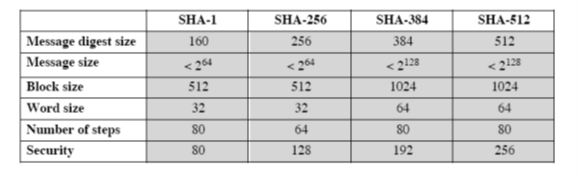 SHA-1 SHA-256 SHA-384 SHA-512
Message digest size 160 256 384 512
Message size < 2^64 < 2^64 < 2^128 < 2^128
Block size 512 512 1024 1024
Word size 32 32 64 64
Number of steps 80 64 80 80
Security 80 128 192 256